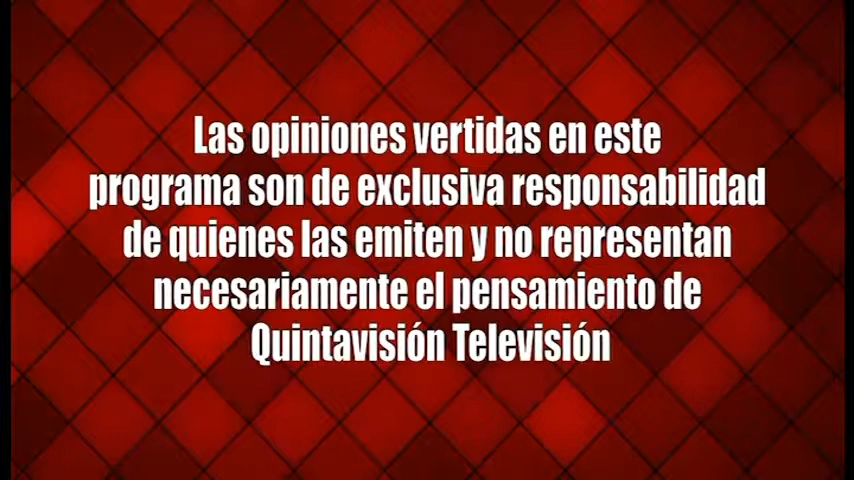 Las opiniones vertidas en este
programa son de exclusiva responsabilidad
de quienes las emiten y no representan
necesariamente el pensamiento de
Quintavisión Televisión